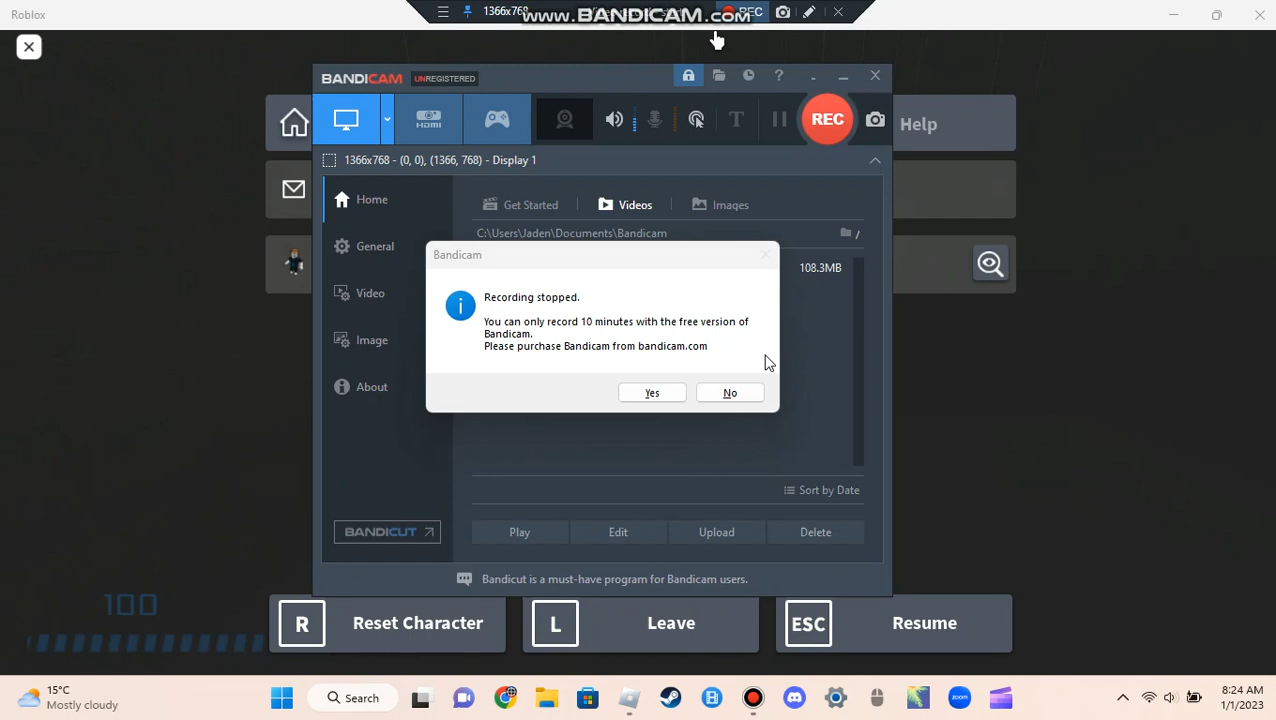 Roblox
1366x768
www.BANDICAM.com
REC
BANDICAM UNREGISTERED
HDMI
REC
Help
1366x768 - (0, 0), (1366, 768) - Display 1
Home
Get Started
Videos
Images
C:\Users\Jaden\Documents\Bandicam
/
General
Bandicam
108.3MB
Recording stopped.
You can only record 10 minutes with the free version of
Bandicam.
Please purchase Bandicam from bandicam.com
Yes
No
Video
Image
About
Sort by Date
BANDICUT
Play
Edit
Upload
Delete
Bandicut is a must-have program for Bandicam users.
100
R
Reset Character
L
Leave
ESC
Resume
15°C
Mostly cloudy
Search
zoom
8:24 AM
1/1/2023